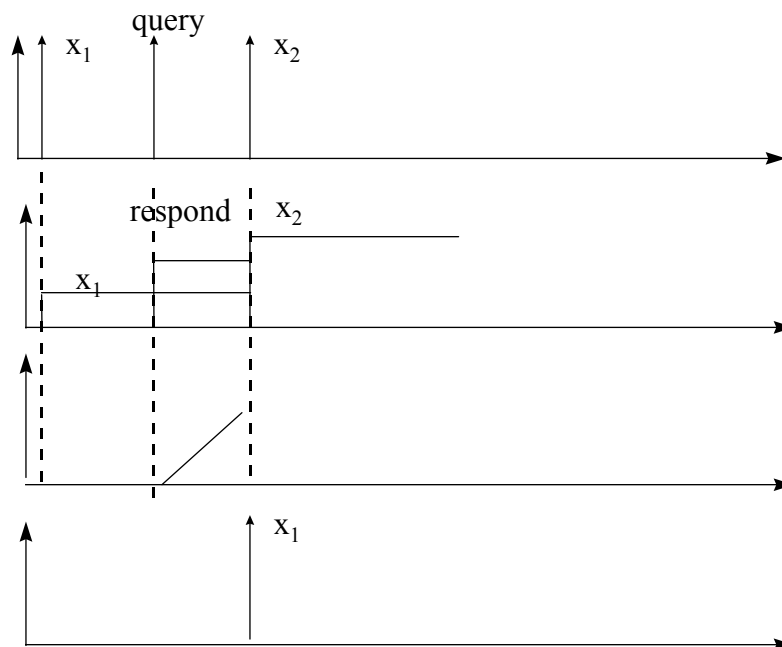 query
x₁
x₂
respond
x₂
x₁
x₁